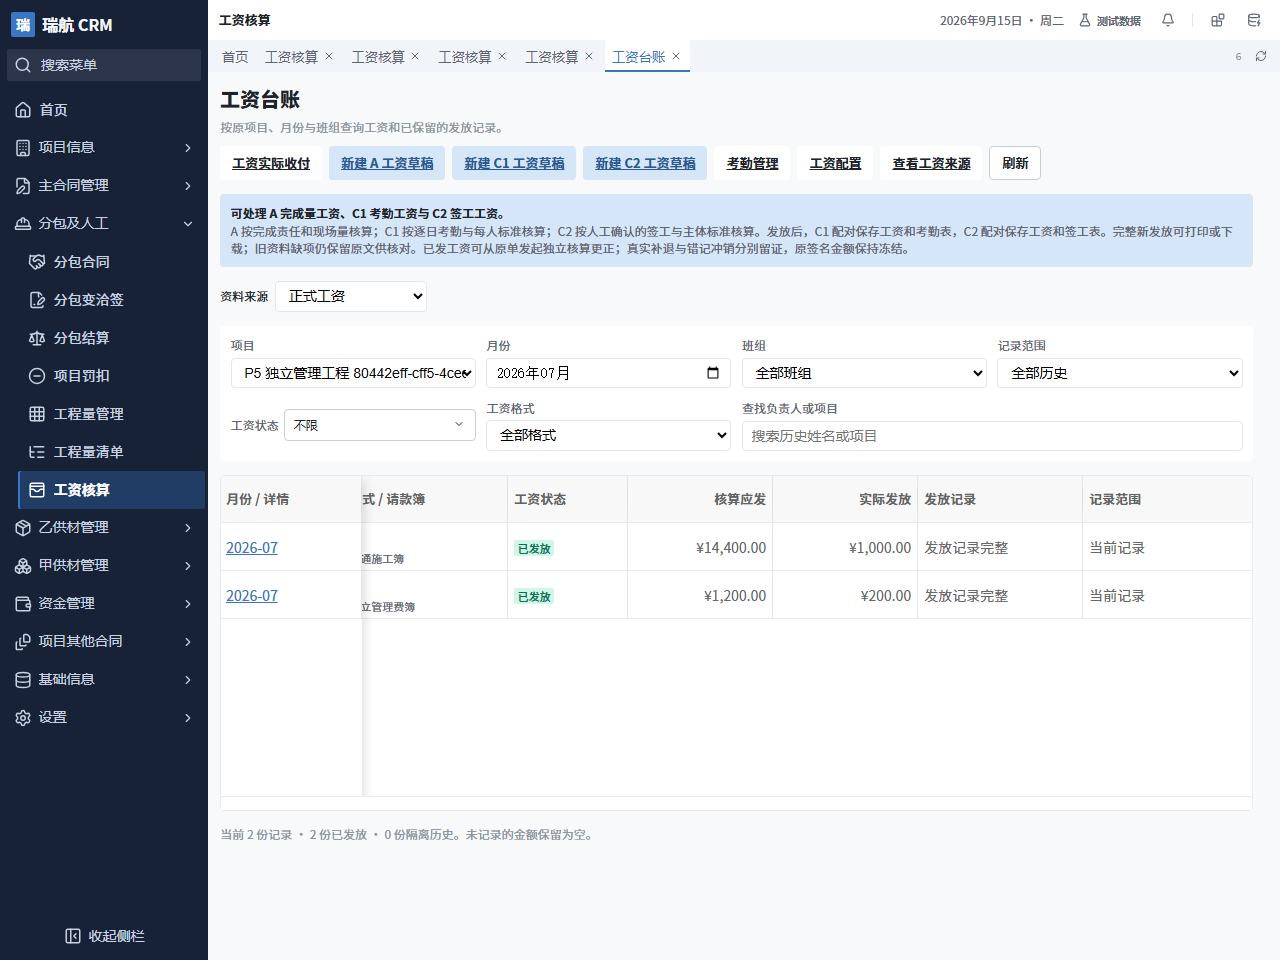 瑞 瑞航 CRM
搜索菜单
首页
项目信息
主合同管理
分包及人工
分包合同
分包变洽签
分包结算
项目罚扣
工程量管理
工程量清单
工资核算
乙供材管理
甲供材管理
资金管理
项目其他合同
基础信息
设置
收起侧栏
工资核算
2026年9月15日 · 周二 测试数据
首页 工资核算 × 工资核算 × 工资核算 × 工资核算 × 工资台账 × 6
工资台账
按原项目、月份与班组查询工资和已保留的发放记录。
工资实际收付 新建 A 工资草稿 新建 C1 工资草稿 新建 C2 工资草稿 考勤管理 工资配置 查看工资来源 刷新
可处理 A 完成量工资、C1 考勤工资与 C2 签工工资。
A 按完成责任和现场量核算；C1 按逐日考勤与每人标准核算；C2 按人工确认的签工与主体标准核算。发放后，C1 配对保存工资和考勤表，C2 配对保存工资和签工表。完整新发放可打印或下
载；旧资料缺项仍保留原文供核对。已发工资可从原单发起独立核算更正；真实补退与错记冲销分别留证，原签名金额保持冻结。
资料来源 正式工资
项目 月份 班组 记录范围
P5 独立管理工程 80442eff-cff5-4cec 2026年07月 全部班组 全部历史
工资状态 不限 工资格式 全部格式 查找负责人或项目 搜索历史姓名或项目
月份 / 详情 式 / 请款簿 工资状态 核算应发 实际发放 发放记录 记录范围
2026-07 通施工簿 已发放 ¥14,400.00 ¥1,000.00 发放记录完整 当前记录
2026-07 立管理费簿 已发放 ¥1,200.00 ¥200.00 发放记录完整 当前记录
当前 2 份记录 · 2 份已发放 · 0 份隔离历史。未记录的金额保留为空。